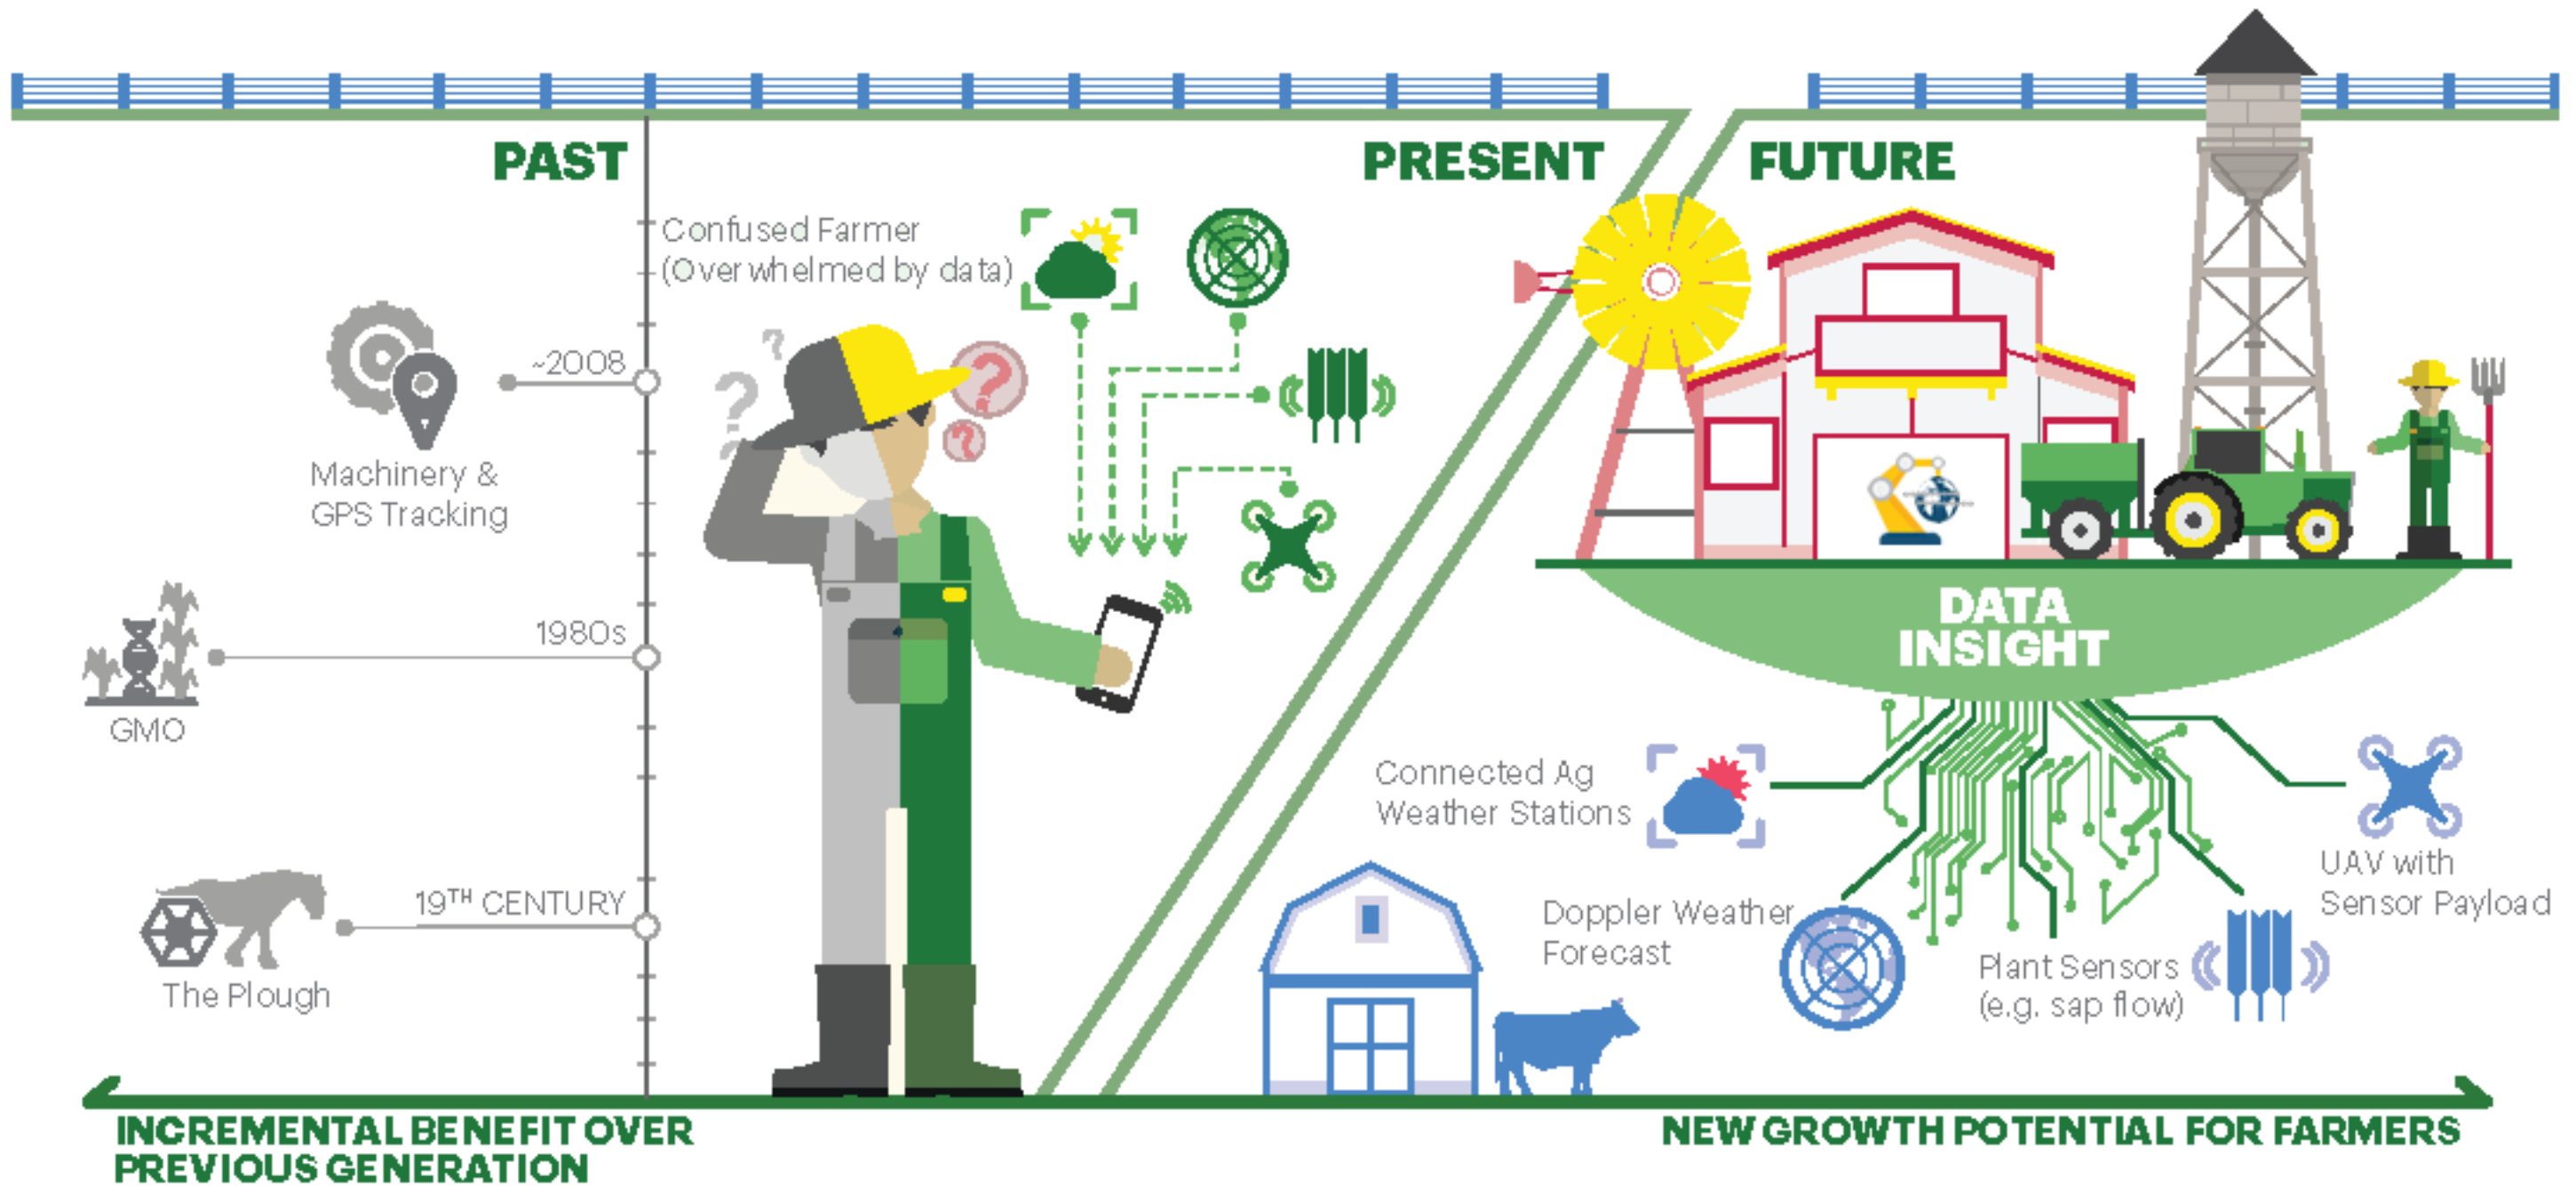 PAST
PRESENT
FUTURE
Confused Farmer
(Overwhelmed by data)
~2008
Machinery &
GPS Tracking
1980s
GMO
19TH CENTURY
The Plough
?
?
?
?
DATA
INSIGHT
Connected Ag
Weather Stations
Doppler Weather
Forecast
Plant Sensors
(e.g. sap flow)
UAV with
Sensor Payload
INCREMENTAL BENEFIT OVER
PREVIOUS GENERATION
NEW GROWTH POTENTIAL FOR FARMERS